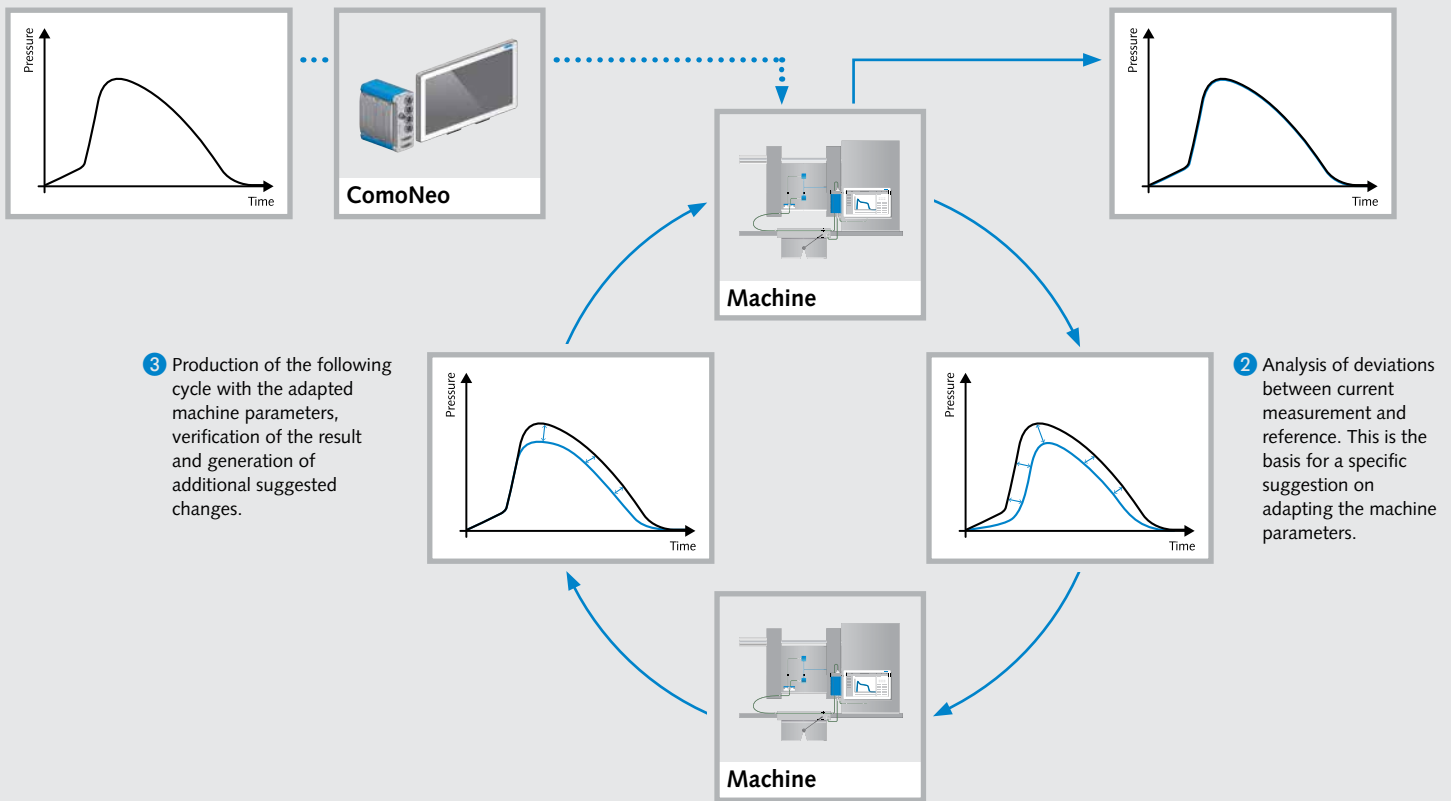 Pressure
Time
ComoNeo
Pressure
Time
Machine
3 Production of the following
cycle with the adapted
machine parameters,
verification of the result
and generation of
additional suggested
changes.
Pressure
Time
Pressure
Time
2 Analysis of deviations
between current
measurement and
reference. This is the
basis for a specific
suggestion on
adapting the machine
parameters.
Machine